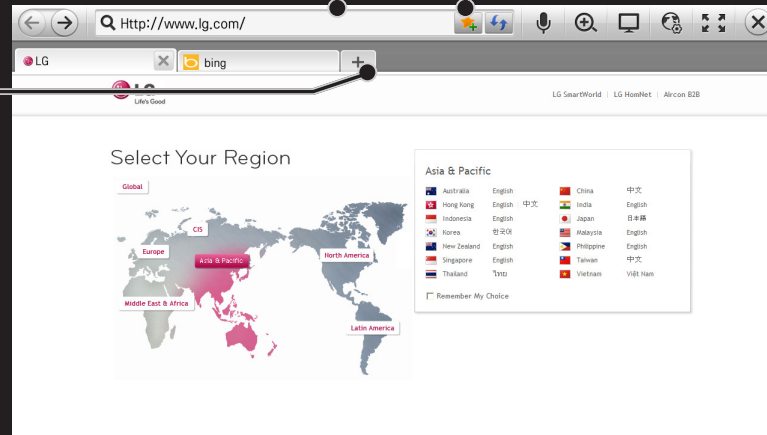 Http://www.lg.com/
LG
bing
LG
Life's Good
LG SmartWorld | LG HomNet | Aircon B2B
Select Your Region
Global
CIS
Europe
Asia & Pacific
North America
Middle East & Africa
Latin America
Asia & Pacific
Australia English China 中文
Hong Kong English | 中文 India English
Indonesia English Japan 日本語
Korea 한국어 Malaysia English
New Zealand English Philippine English
Singapore English Taiwan 中文
Thailand ไทย Vietnam Việt Nam
Remember My Choice